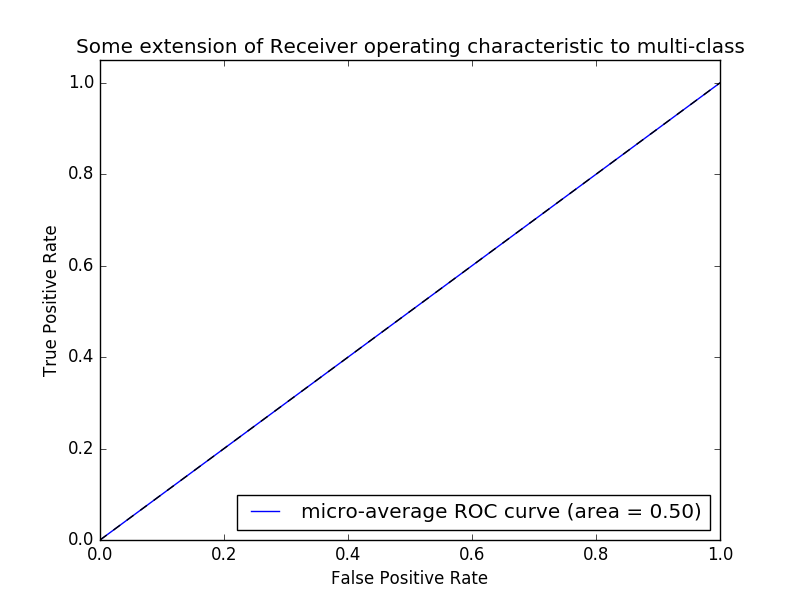 Some extension of Receiver operating characteristic to multi-class
1.0
0.8
0.6
0.4
0.2
0.0
True Positive Rate
micro-average ROC curve (area = 0.50)
0.0 0.2 0.4 0.6 0.8 1.0
False Positive Rate